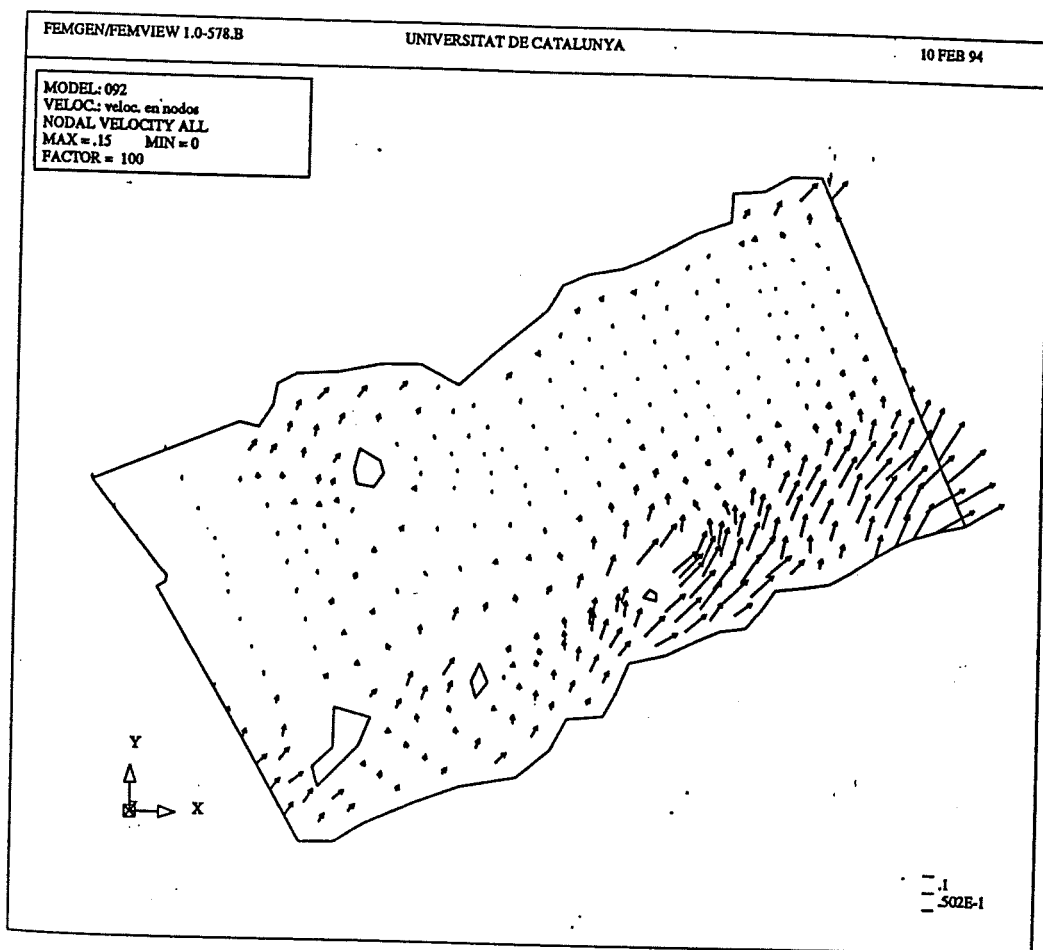 FEMGEN/FEMVIEW 1.0-578.B
UNIVERSITAT DE CATALUNYA
10 FEB 94
MODEL: 092
VELOC.: veloc. en nodos
NODAL VELOCITY ALL
MAX = .15 MIN = 0
FACTOR = 100
Y
X
.1
.502E-1